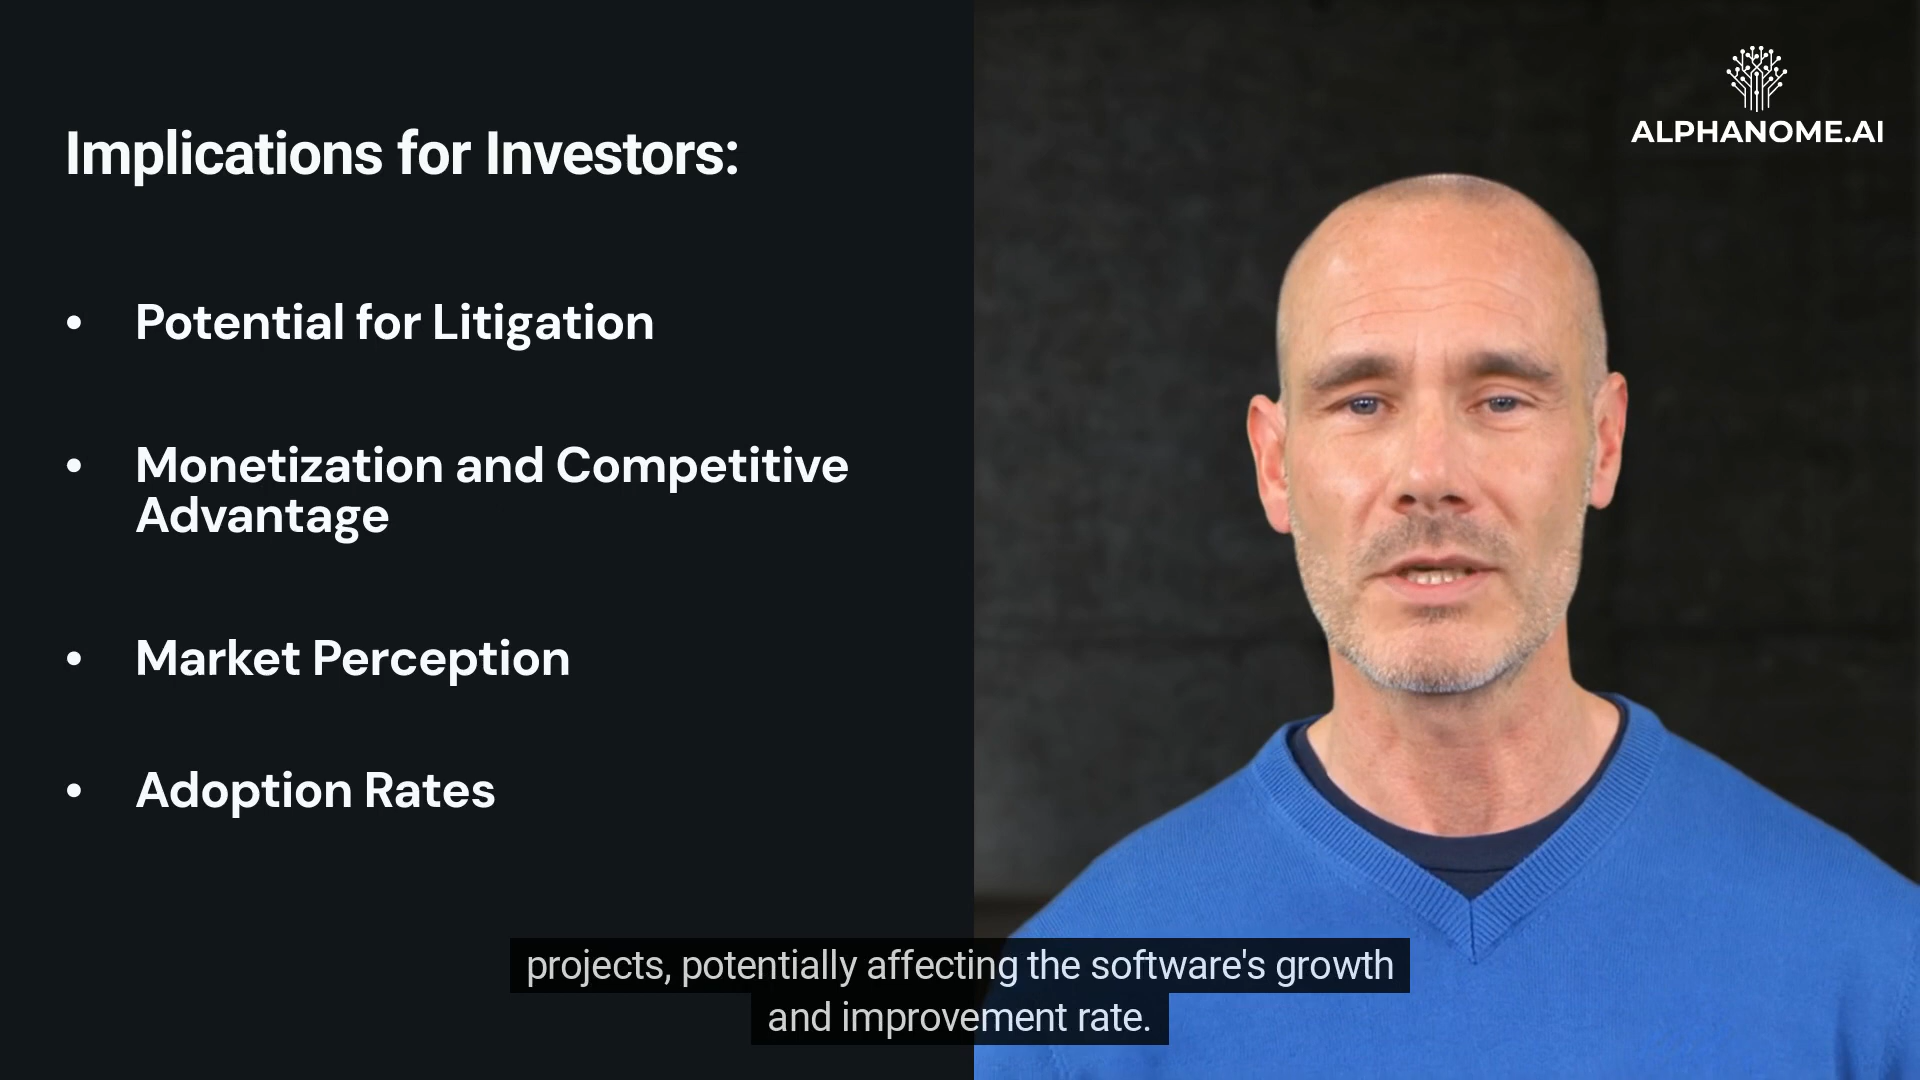 ALPHANOME.AI
Implications for Investors:
• Potential for Litigation
• Monetization and Competitive
Advantage
• Market Perception
• Adoption Rates
projects, potentially affecting the software's growth
and improvement rate.